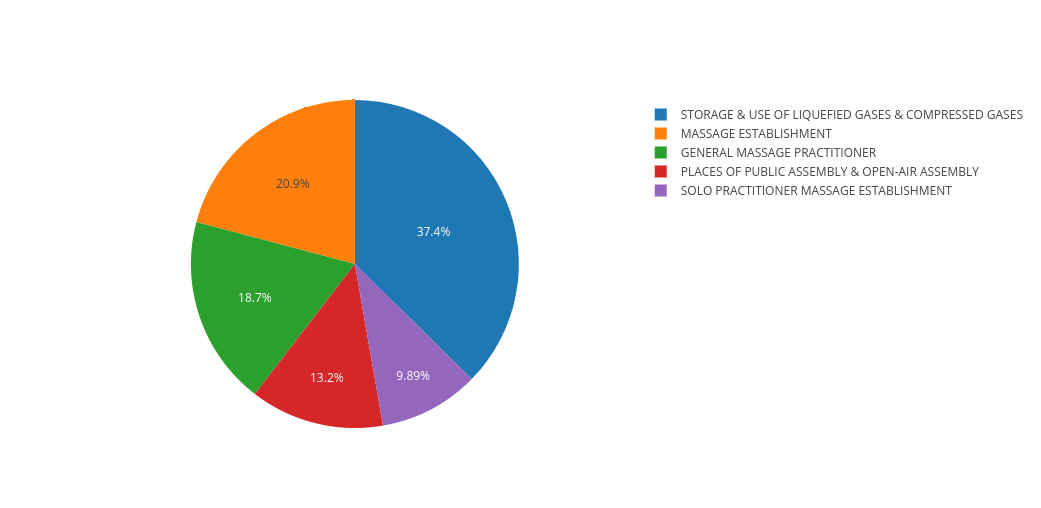 20.9%
37.4%
18.7%
13.2%
9.89%
STORAGE & USE OF LIQUEFIED GASES & COMPRESSED GASES
MASSAGE ESTABLISHMENT
GENERAL MASSAGE PRACTITIONER
PLACES OF PUBLIC ASSEMBLY & OPEN-AIR ASSEMBLY
SOLO PRACTITIONER MASSAGE ESTABLISHMENT